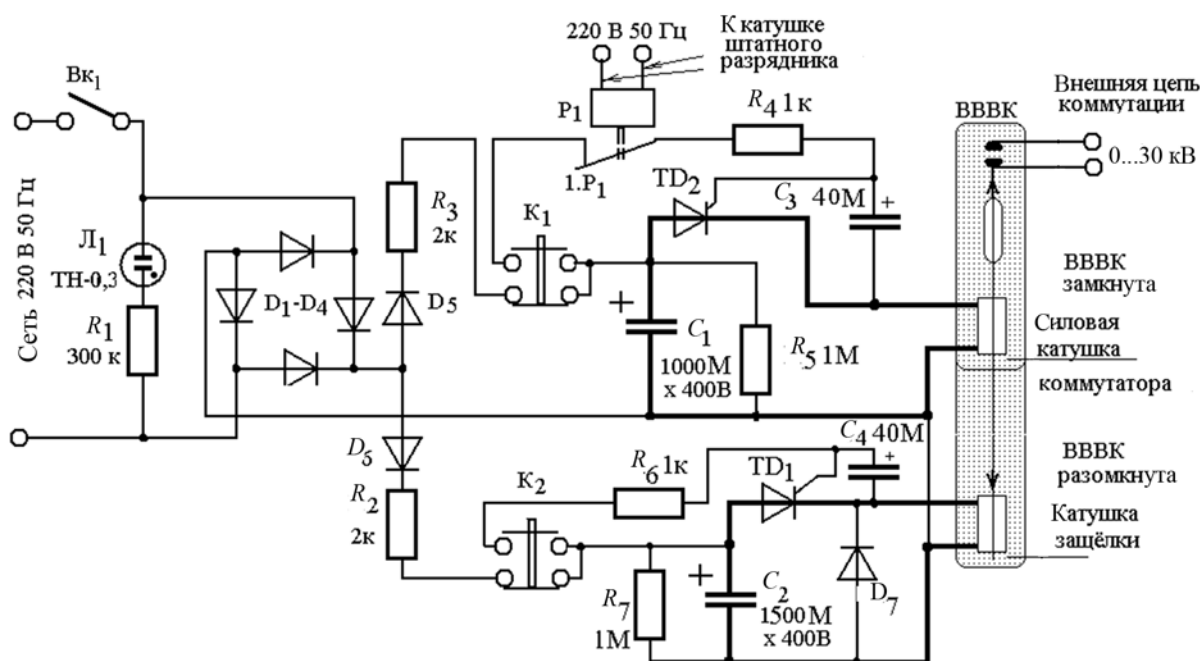 220 В 50 Гц
К катушке
штатного
разрядника
Вк1
P1
R4 1к
1.P1
ВВВК
Внешняя цепь
коммутации
0...30 кВ
Сеть 220 В 50 Гц
Л1
ТН-0,3
R1
300 к
D1-D4
R3
2к
D5
К1
TD2
C3 40М
+
+
C1
1000М
x 400В
R5 1М
ВВВК
замкнута
Силовая
катушка
коммутатора
D5
R2
2к
К2
R6 1к
TD1
C4 40М
+
ВВВК
разомкнута
Катушка
защёлки
R7
1М
+
C2
1500М
x 400В
D7